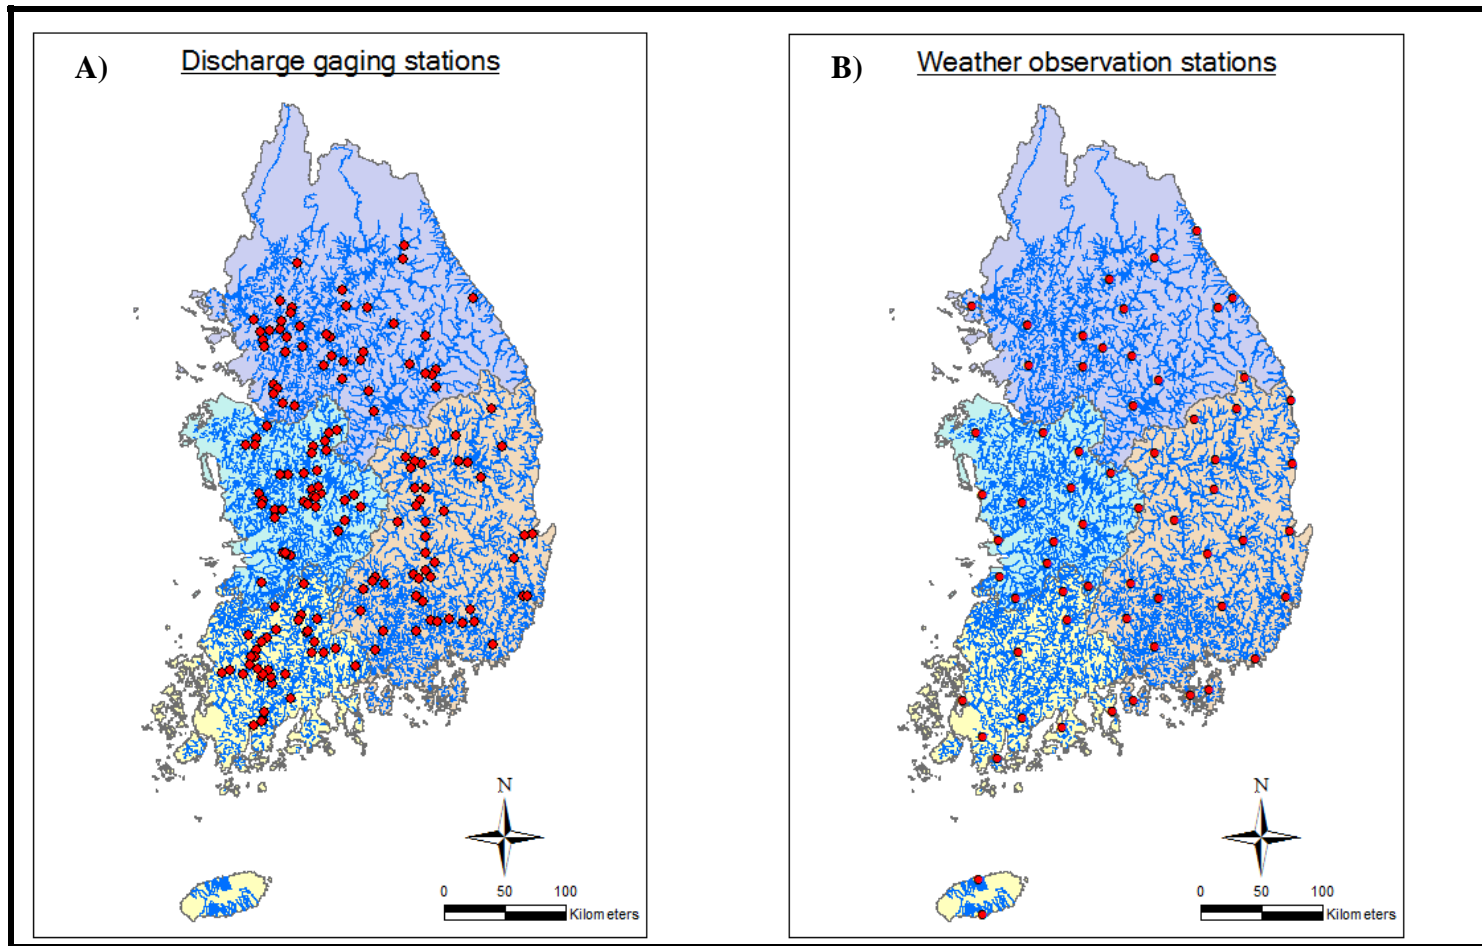 A)
Discharge gaging stations
N
0 50 100
Kilometers
B)
Weather observation stations
N
0 50 100
Kilometers